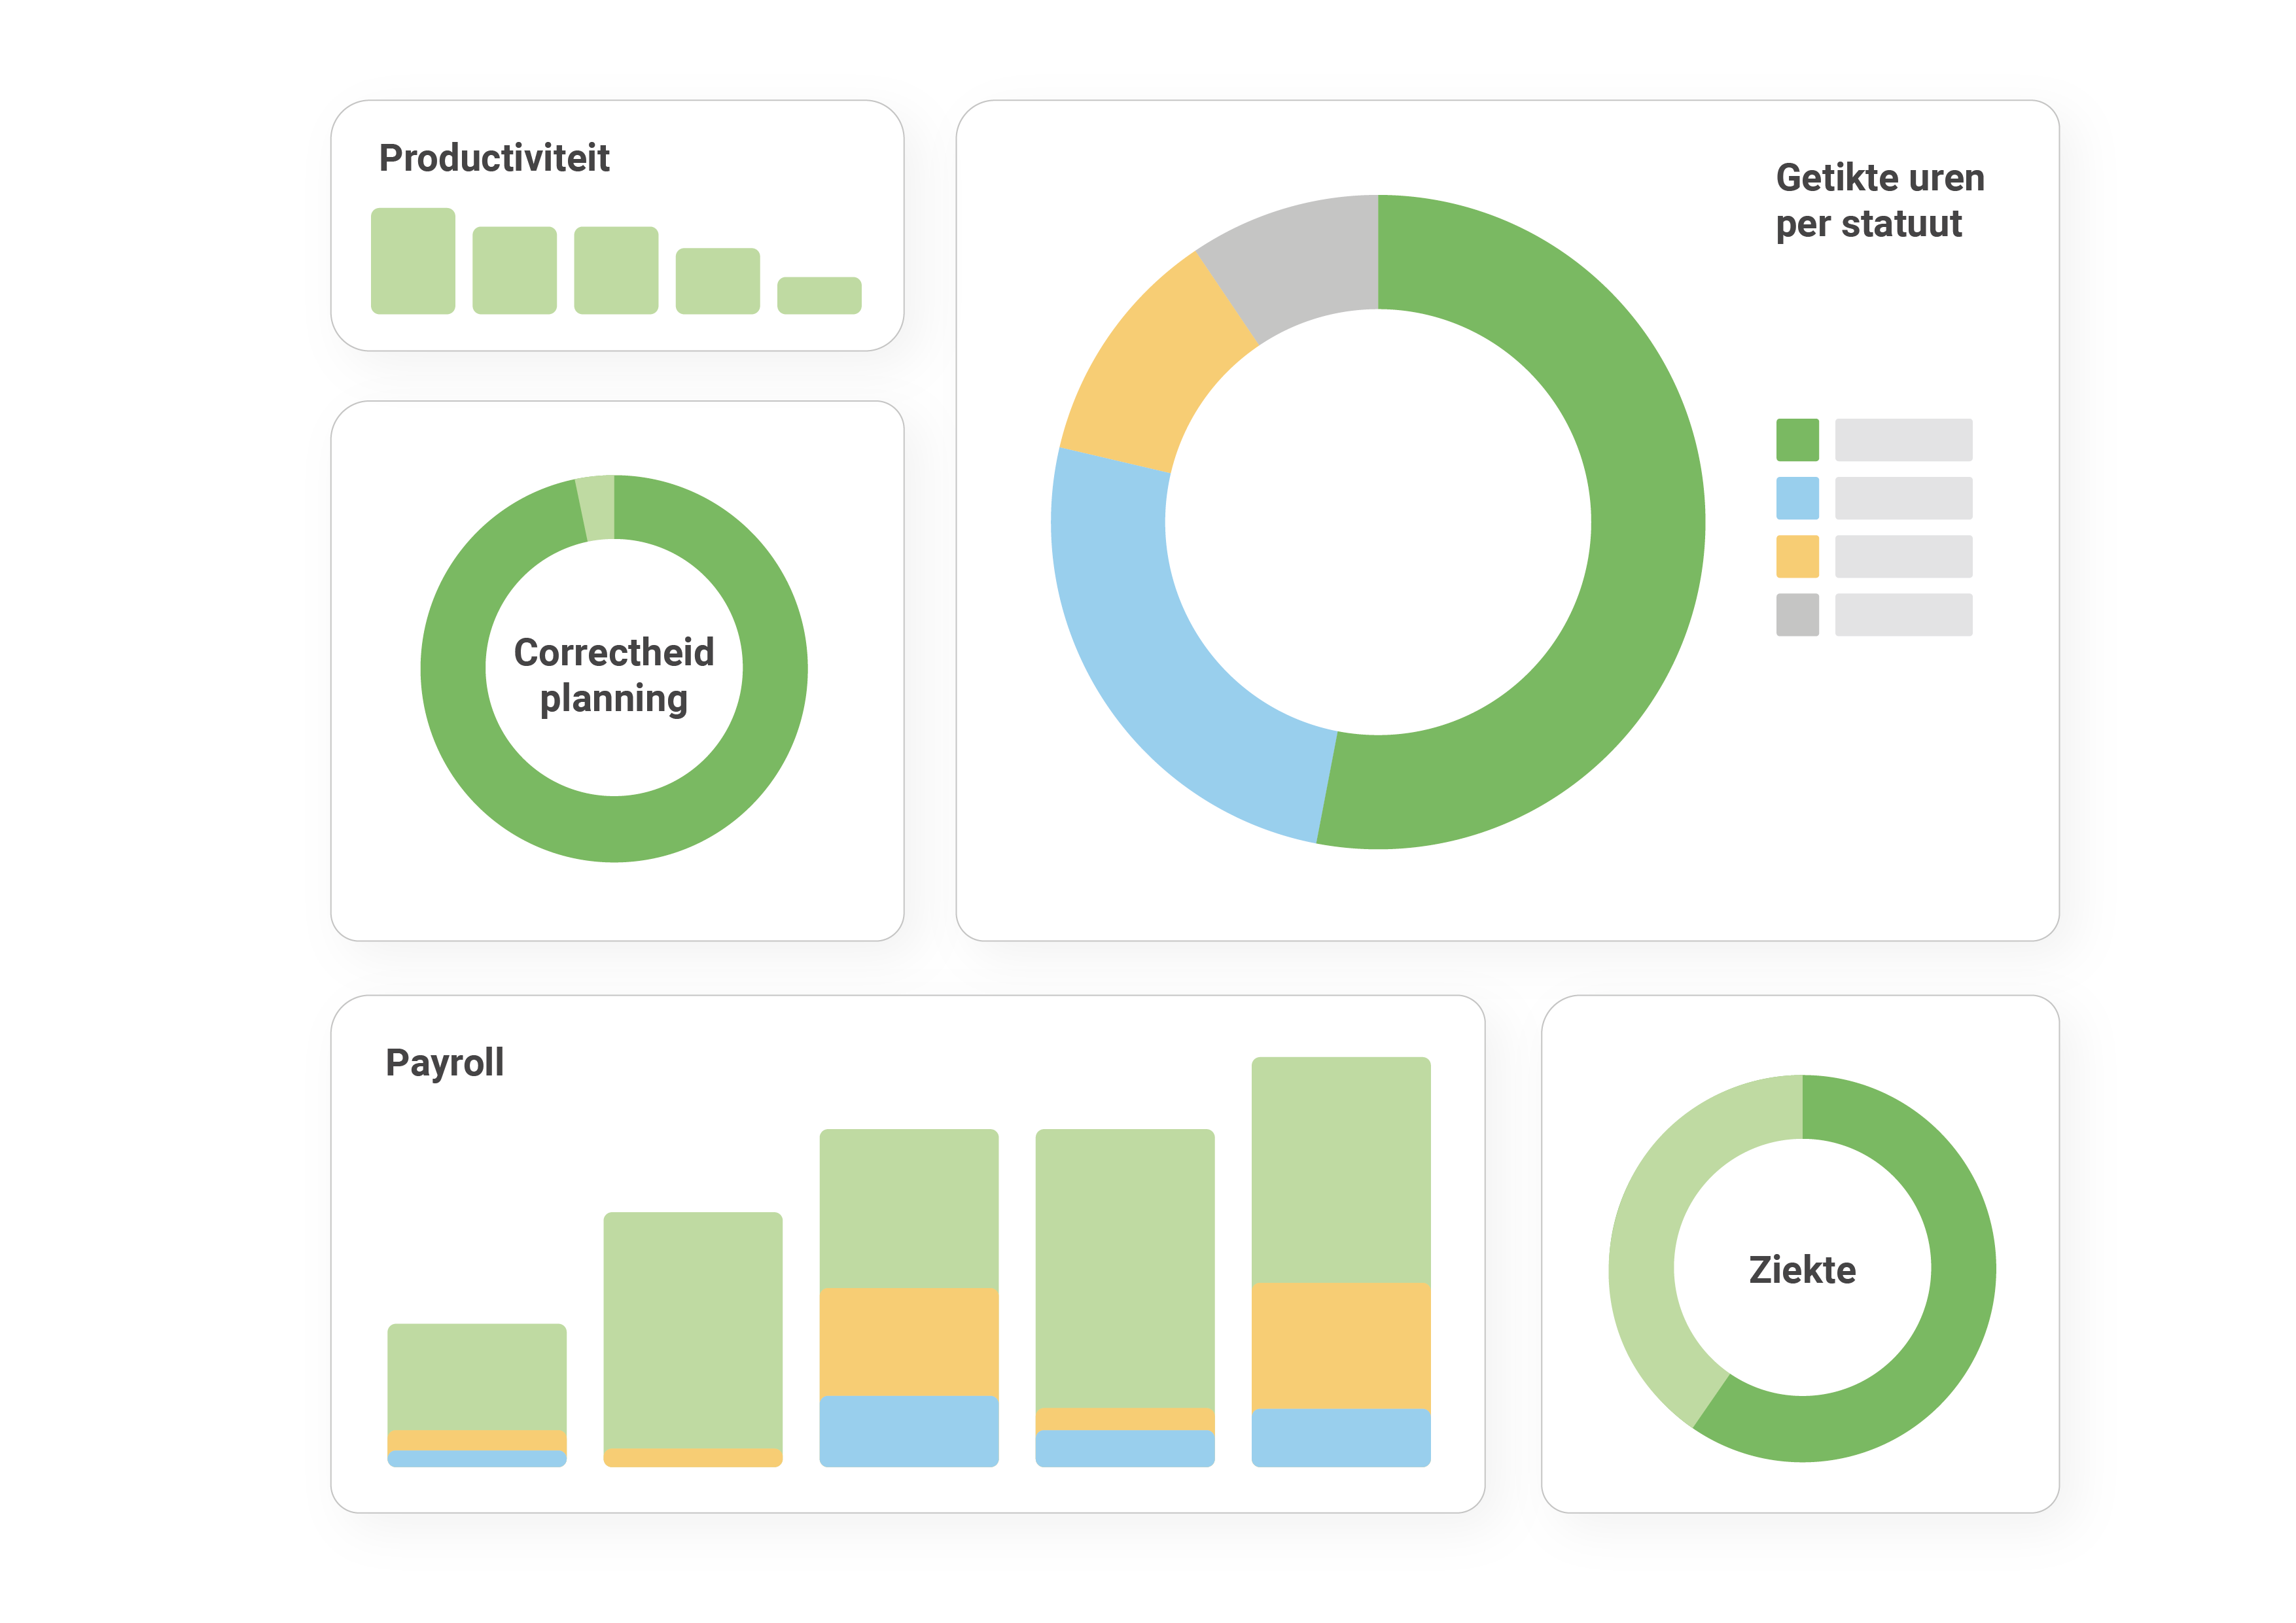 Productiviteit
Getikte uren
per statuut
Correctheid
planning
Payroll
Ziekte